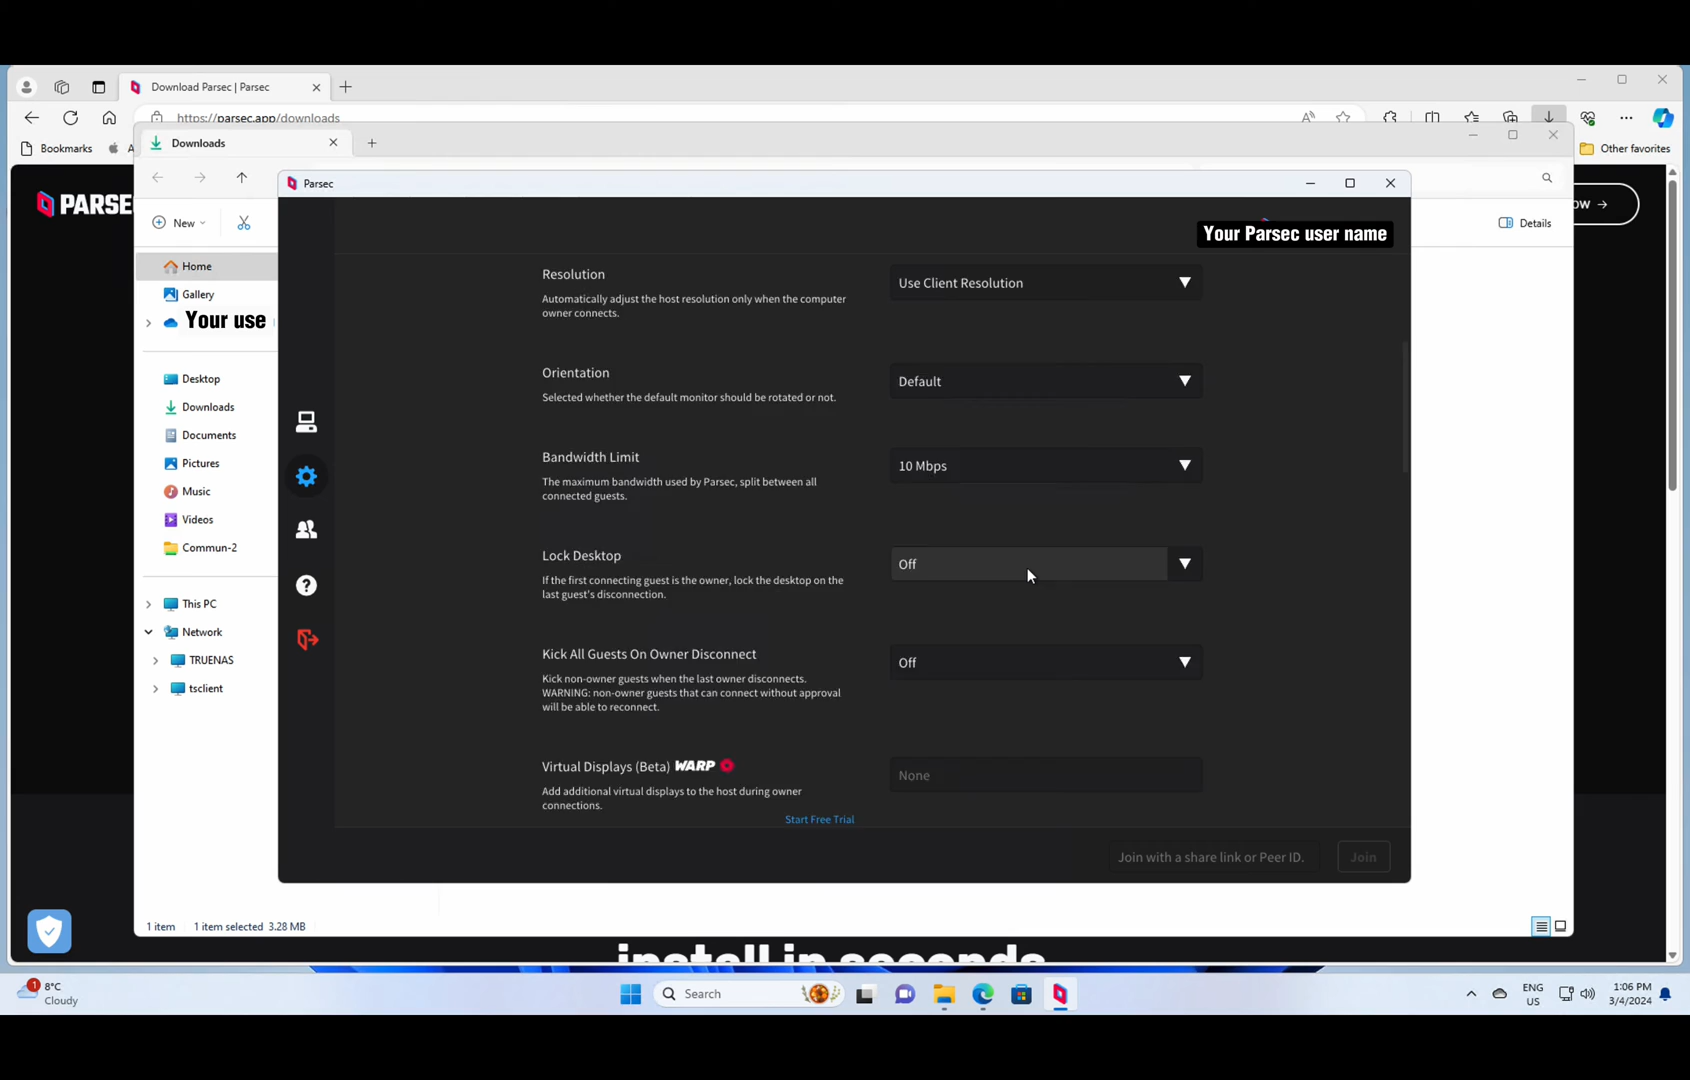 Download Parsec | Parsec
https://parsec.app/downloads
Bookmarks
A
Other favorites
Downloads
PARSE
ow →
New
Details
Parsec
Your Parsec user name
Home
Gallery
Your use
Desktop
Downloads
Documents
Pictures
Music
Videos
Commun-2
This PC
Network
TRUENAS
tsclient
Resolution
Automatically adjust the host resolution only when the computer
owner connects.
Use Client Resolution
Orientation
Selected whether the default monitor should be rotated or not.
Default
Bandwidth Limit
The maximum bandwidth used by Parsec, split between all
connected guests.
10 Mbps
Lock Desktop
If the first connecting guest is the owner, lock the desktop on the
last guest's disconnection.
Off
Kick All Guests On Owner Disconnect
Kick non-owner guests when the last owner disconnects.
WARNING: non-owner guests that can connect without approval
will be able to reconnect.
Off
Virtual Displays (Beta) WARP
Add additional virtual displays to the host during owner
connections.
None
Start Free Trial
Join with a share link or Peer ID.
Join
1 item
1 item selected 3.28 MB
install in seconds
1
8°C
Cloudy
Search
ENG
US
1:06 PM
3/4/2024